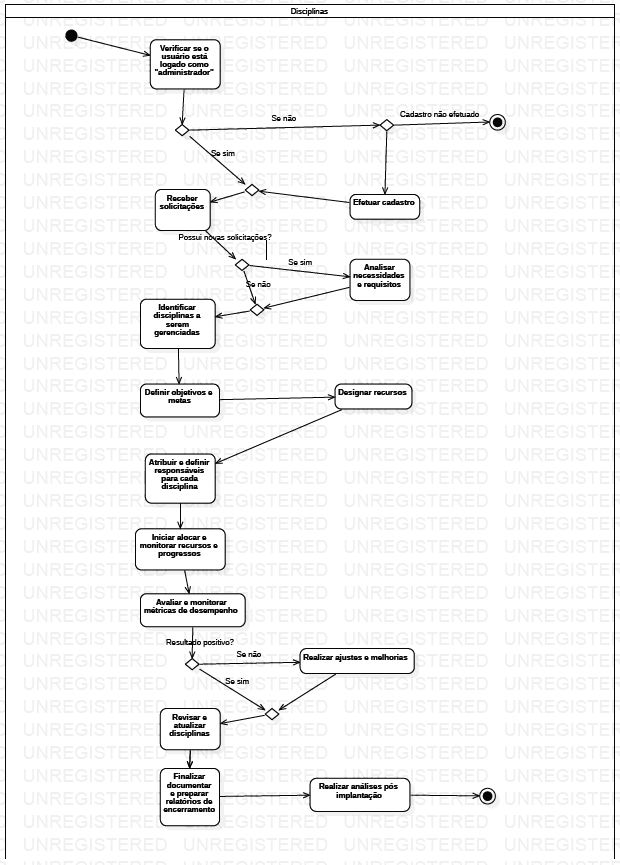 Disciplinas
Verificar se o
usuário está
logado como
"administrador"
Se não
Cadastro não efetuado
Se sim
Receber
solicitações
Efetuar cadastro
Possui novas solicitações?
Se sim
Analisar
necessidades
e requisitos
Se não
Identificar
disciplinas a
serem
gerenciadas
Definir objetivos e
metas
Designar recursos
Atribuir e definir
responsáveis
para cada
disciplina
Iniciar alocar e
monitorar recursos e
progressos
Avaliar e monitorar
métricas de desempenho
Resultado positivo?
Se não
Realizar ajustes e melhorias
Se sim
Revisar e
atualizar
disciplinas
Finalizar
documentar
e preparar
relatórios de
encerramento
Realizar análises pós
implantação
UNREGISTERED